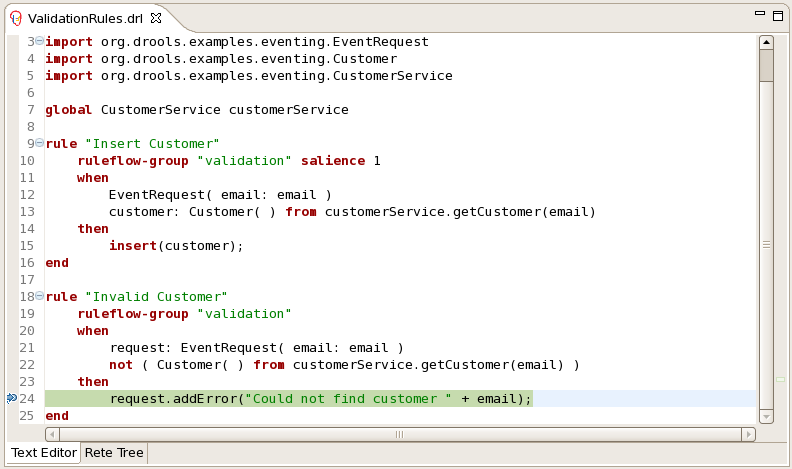 ValidationRules.drl
3 import org.drools.examples.eventing.EventRequest
4 import org.drools.examples.eventing.Customer
5 import org.drools.examples.eventing.CustomerService
6
7 global CustomerService customerService
8
9 rule "Insert Customer"
10     ruleflow-group "validation" salience 1
11     when
12         EventRequest( email: email )
13         customer: Customer( ) from customerService.getCustomer(email)
14     then
15         insert(customer);
16 end
17
18 rule "Invalid Customer"
19     ruleflow-group "validation"
20     when
21         request: EventRequest( email: email )
22         not ( Customer( ) from customerService.getCustomer(email) )
23     then
24         request.addError("Could not find customer " + email);
25 end
Text Editor Rete Tree